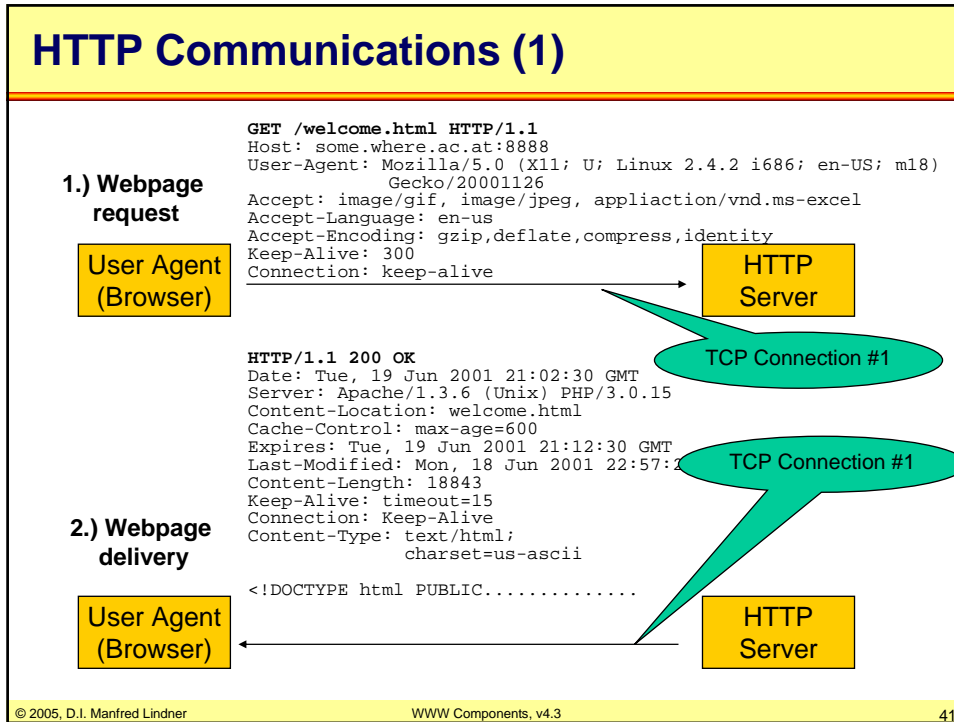 HTTP Communications (1)
GET /welcome.html HTTP/1.1
Host: some.where.ac.at:8888
User-Agent: Mozilla/5.0 (X11; U; Linux 2.4.2 i686; en-US; m18)
Gecko/20001126
Accept: image/gif, image/jpeg, appliaction/vnd.ms-excel
Accept-Language: en-us
Accept-Encoding: gzip,deflate,compress,identity
Keep-Alive: 300
Connection: keep-alive
1.) Webpage
request
User Agent
(Browser)
HTTP
Server
TCP Connection #1
HTTP/1.1 200 OK
Date: Tue, 19 Jun 2001 21:02:30 GMT
Server: Apache/1.3.6 (Unix) PHP/3.0.15
Content-Location: welcome.html
Cache-Control: max-age=600
Expires: Tue, 19 Jun 2001 21:12:30 GMT
Last-Modified: Mon, 18 Jun 2001 22:57:2
Content-Length: 18843
Keep-Alive: timeout=15
Connection: Keep-Alive
Content-Type: text/html;
charset=us-ascii
<!DOCTYPE html PUBLIC..............
TCP Connection #1
2.) Webpage
delivery
User Agent
(Browser)
HTTP
Server
© 2005, D.I. Manfred Lindner
WWW Components, v4.3
41